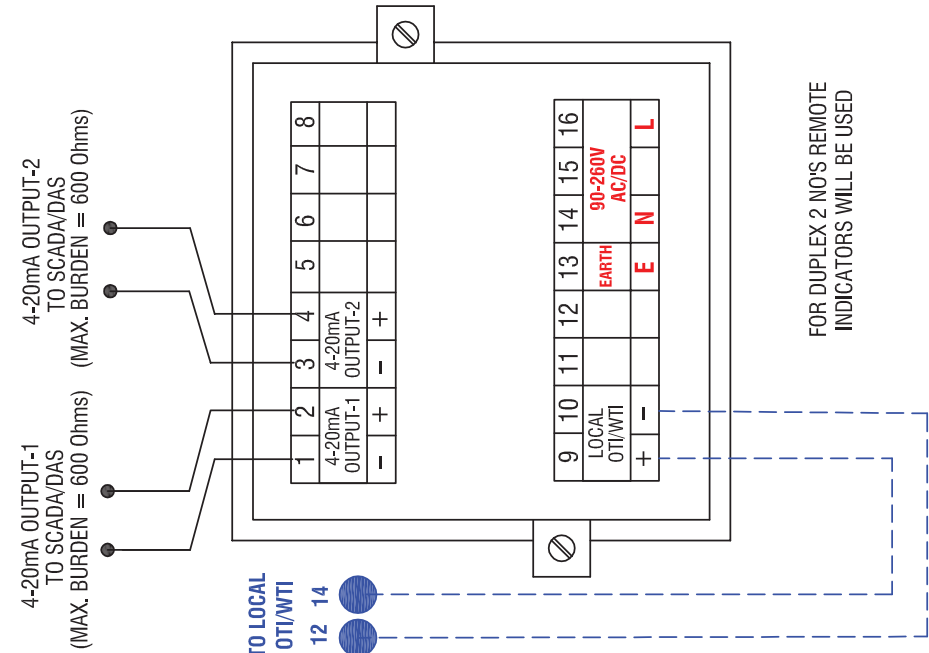 4-20mA OUTPUT-1
TO SCADA/DAS
(MAX. BURDEN = 600 Ohms)
4-20mA OUTPUT-2
TO SCADA/DAS
(MAX. BURDEN = 600 Ohms)
1 2 3 4 5 6 7 8
4-20mA
OUTPUT-1
4-20mA
OUTPUT-2
- + - +
9 10 11 12 13 14 15 16
LOCAL
OTI/WTI
EARTH
90-260V
AC/DC
+ - E N L
TO LOCAL
OTI/WTI
12 14
FOR DUPLEX 2 NO'S REMOTE
INDICATORS WILL BE USED